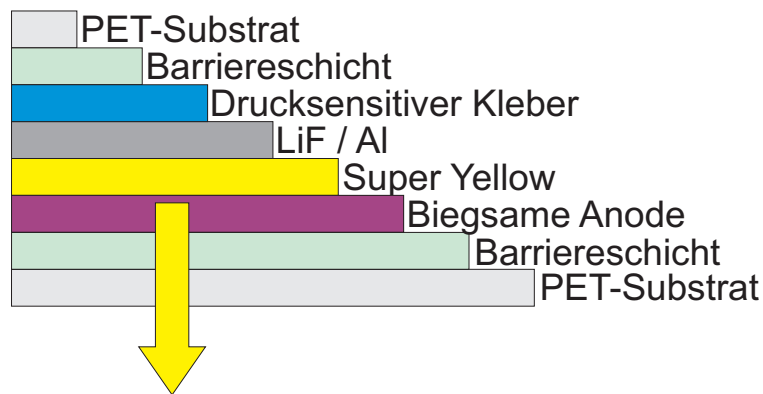 PET-Substrat
Barriereschicht
Drucksensitiver Kleber
LiF / Al
Super Yellow
Biegsame Anode
Barriereschicht
PET-Substrat